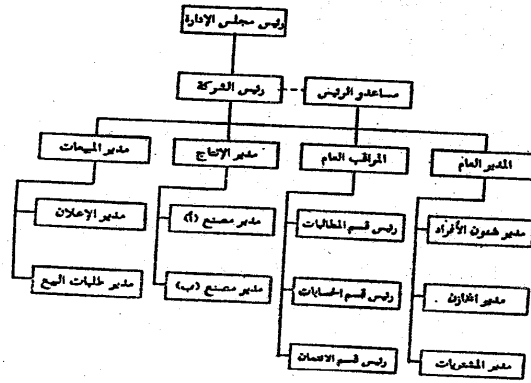 رئيس مجلس الإدارة
مساعدو الرئيس
رئيس الشركة
المدير العام
المراقب العام
مدير الإنتاج
مدير المبيعات
مدير شئون الأفراد
رئيس قسم المطالبات
مدير مصنع (أ)
مدير الإعلان
مدير المخازن
رئيس قسم الحسابات
مدير مصنع (ب)
مدير طلبات البيع
مدير المشتريات
رئيس قسم الائتمان